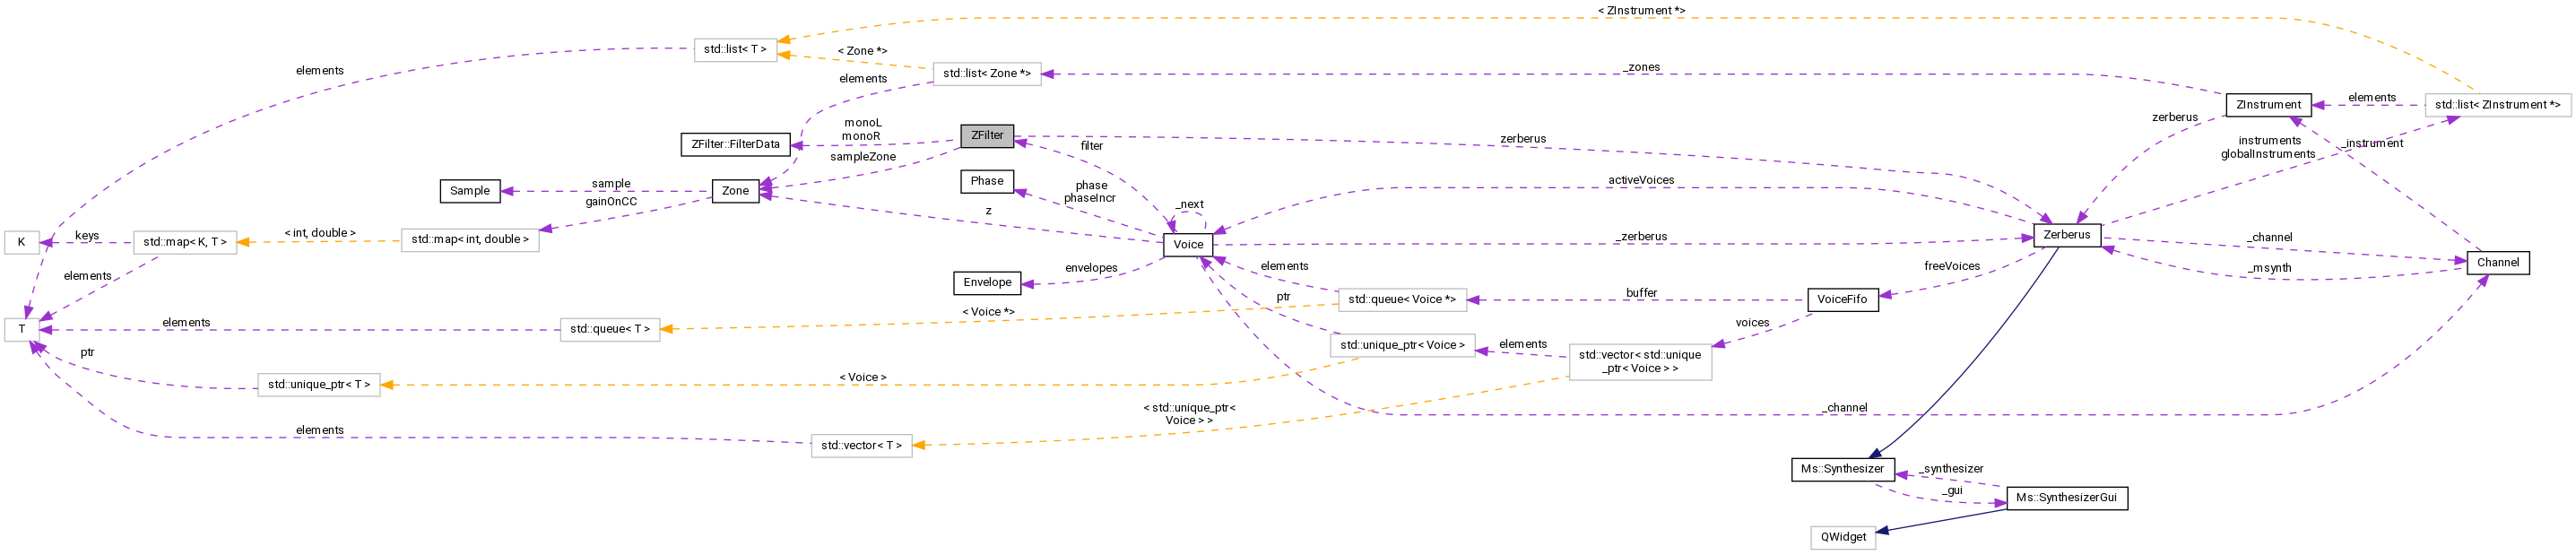 < ZInstrument *>
std::list< T >
< Zone *>
elements
std::list< Zone *>
_zones
elements
ZInstrument
elements
std::list< ZInstrument *>
monoL
monoR
ZFilter
zerberus
ZFilter::FilterData
filter
zerberus
instruments
globalInstruments
_instrument
sampleZone
Sample
sample
Zone
Phase
phase
phaseIncr
activeVoices
gainOnCC
_next
z
K
keys
std::map< K, T >
< int, double >
std::map< int, double >
Voice
_zerberus
Zerberus
_channel
Channel
elements
Envelope
envelopes
elements
freeVoices
_msynth
ptr
std::queue< Voice *>
buffer
VoiceFifo
T
elements
std::queue< T >
< Voice *>
voices
ptr
std::unique_ptr< Voice >
elements
std::vector< std::unique
_ptr< Voice > >
std::unique_ptr< T >
< Voice >
< std::unique_ptr<
Voice > >
_channel
elements
std::vector< T >
Ms::Synthesizer
_synthesizer
_gui
Ms::SynthesizerGui
QWidget